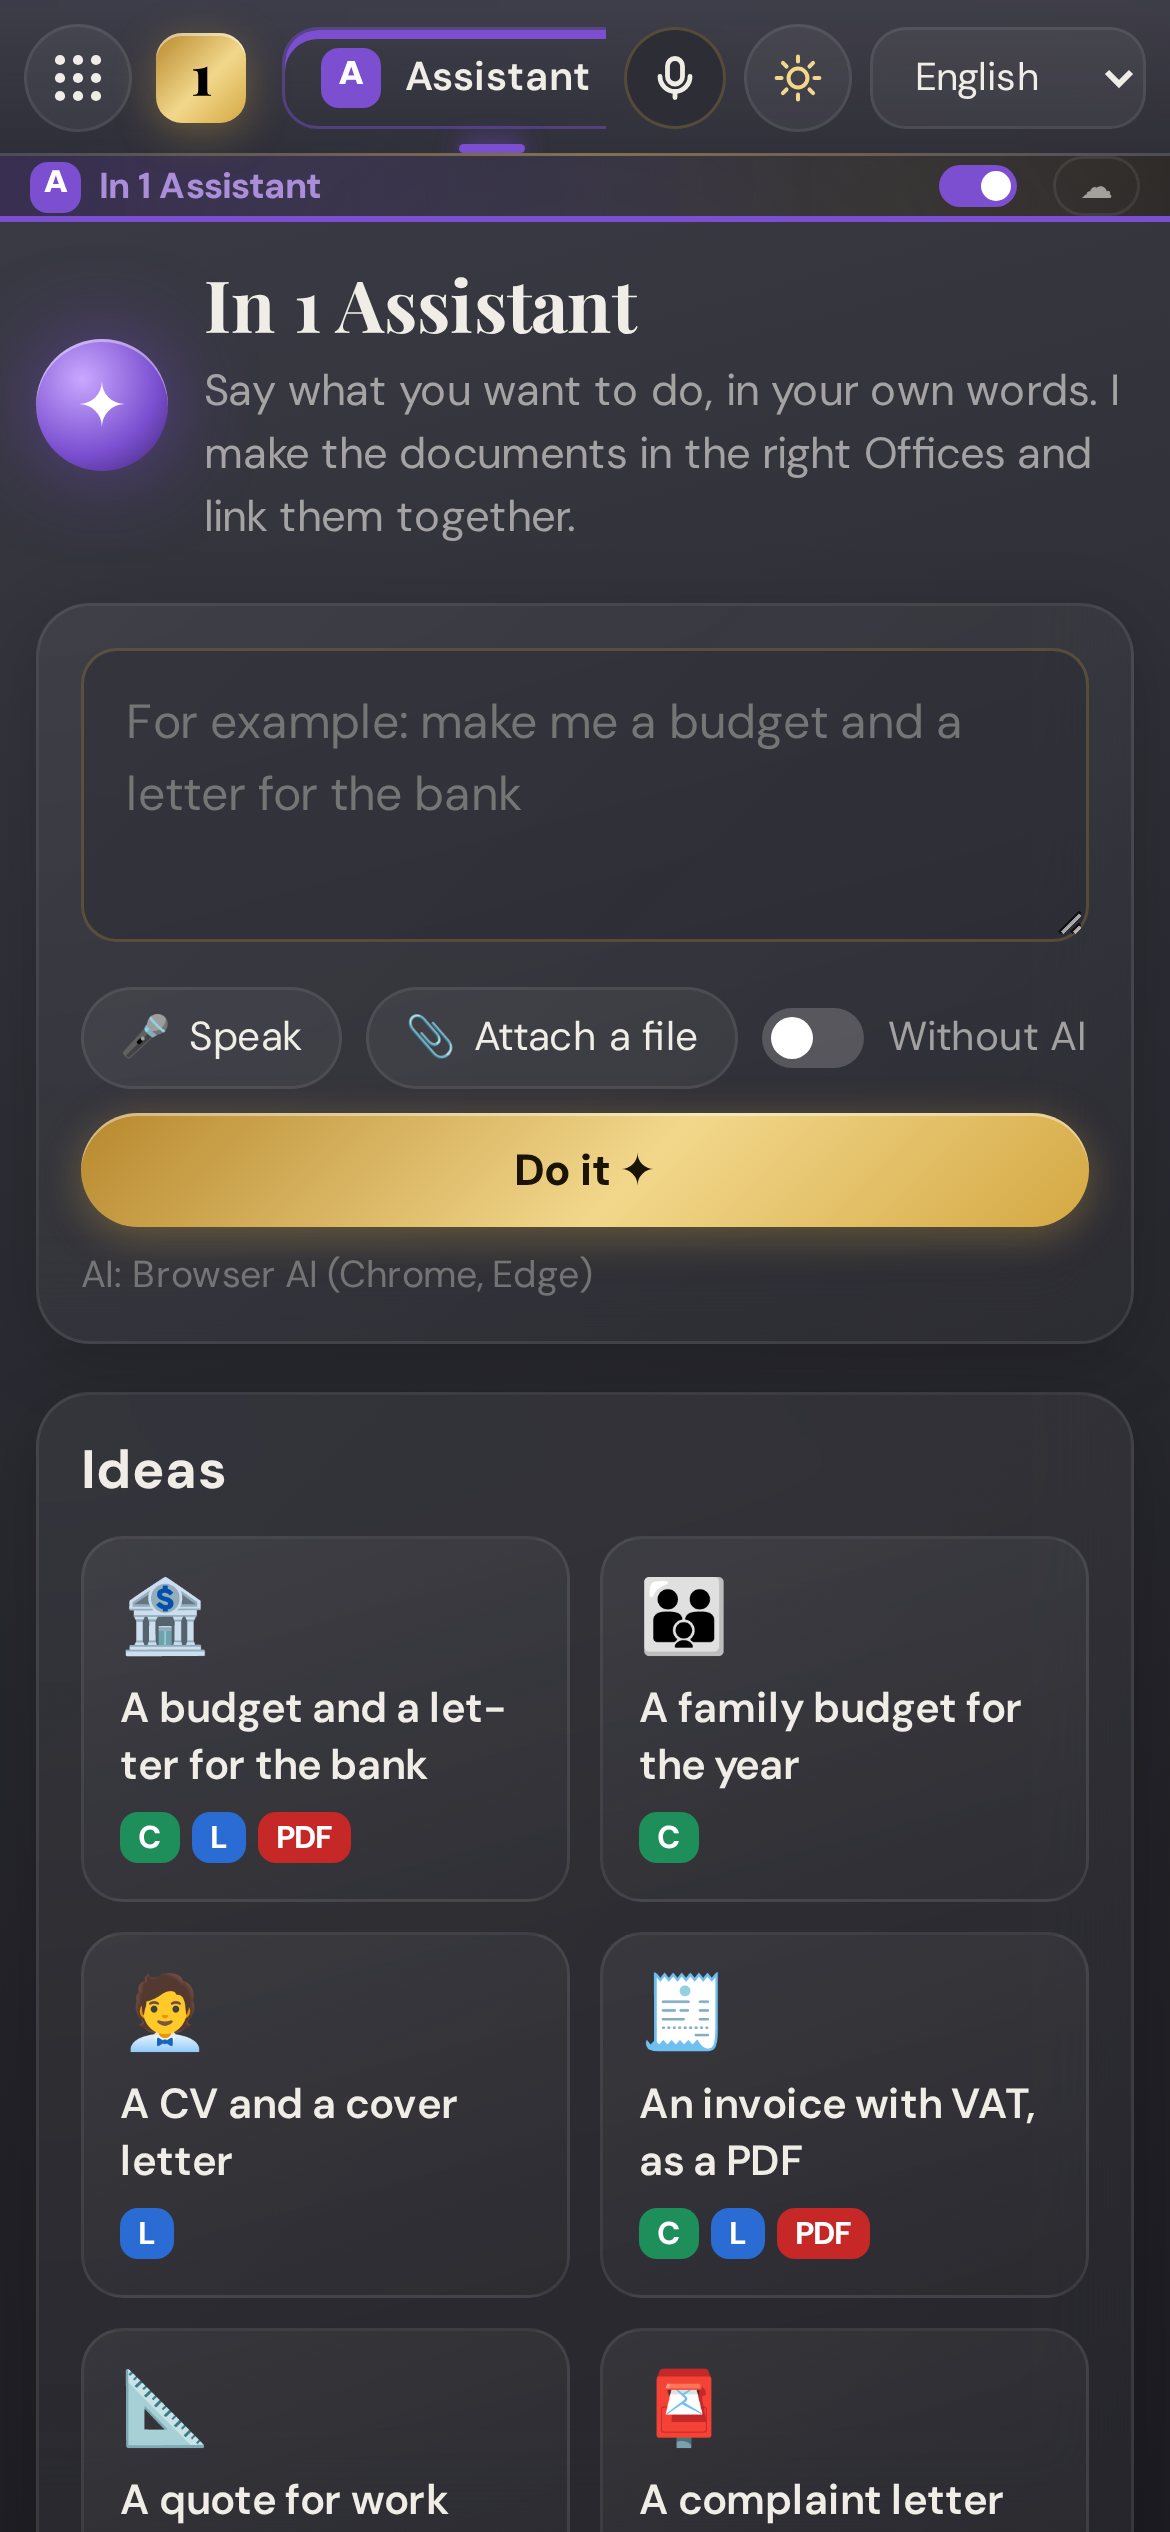 1
A Assistant
English
A In 1 Assistant
In 1 Assistant
Say what you want to do, in your own words. I
make the documents in the right Offices and
link them together.
For example: make me a budget and a
letter for the bank
Speak
Attach a file
Without AI
Do it ✦
AI: Browser AI (Chrome, Edge)
Ideas
A budget and a let-
ter for the bank
C L PDF
A family budget for
the year
C
A CV and a cover
letter
L
An invoice with VAT,
as a PDF
C L PDF
A quote for work
A complaint letter